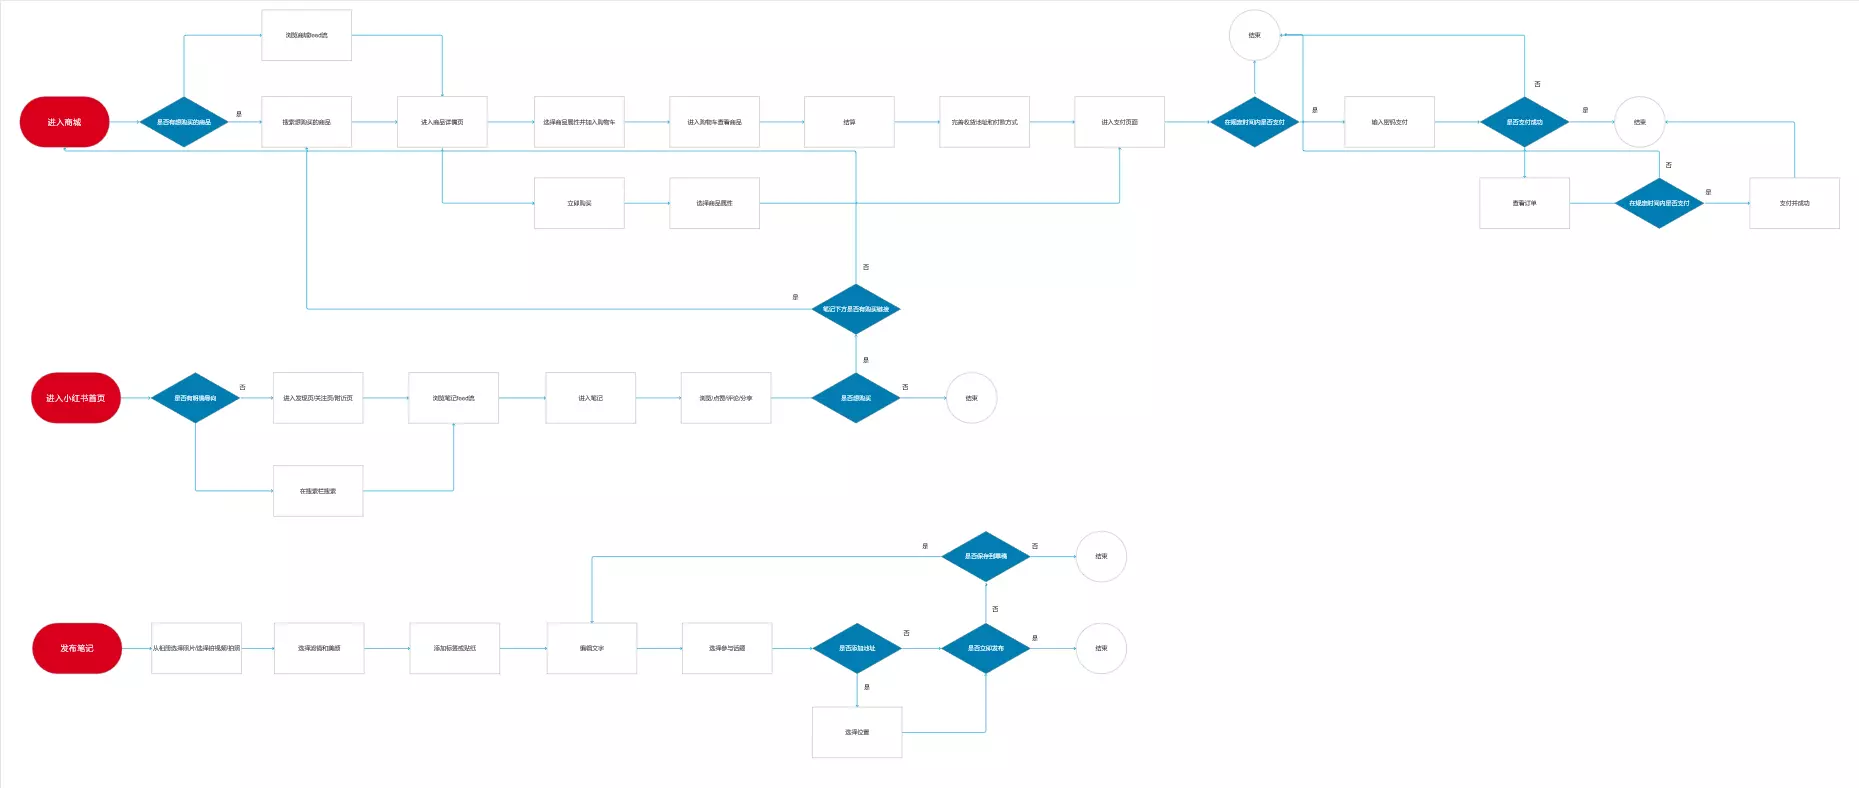 浏览商城feed流
结束
否
进入商城
是否有想购买的商品
是
搜索想购买的商品
进入商品详情页
选择商品属性并加入购物车
进入购物车查看商品
结算
完善收货地址和付款方式
进入支付页面
在规定时间内是否支付
是
输入密码支付
是否支付成功
是
结束
立即购买
选择商品属性
查看订单
否
在规定时间内是否支付
是
支付并成功
否
是
笔记下方是否有购买链接
是
进入小红书首页
是否有明确导向
否
进入发现页/关注页/附近页
浏览笔记feed流
进入笔记
浏览/点赞/评论/分享
是否想购买
否
结束
在搜索栏搜索
是
是否保存到草稿
否
结束
否
发布笔记
从相册选择照片/选择拍视频/拍照
选择滤镜和美颜
添加标签或贴纸
编辑文字
选择参与话题
是否添加地址
否
是否立即发布
是
结束
是
选择位置